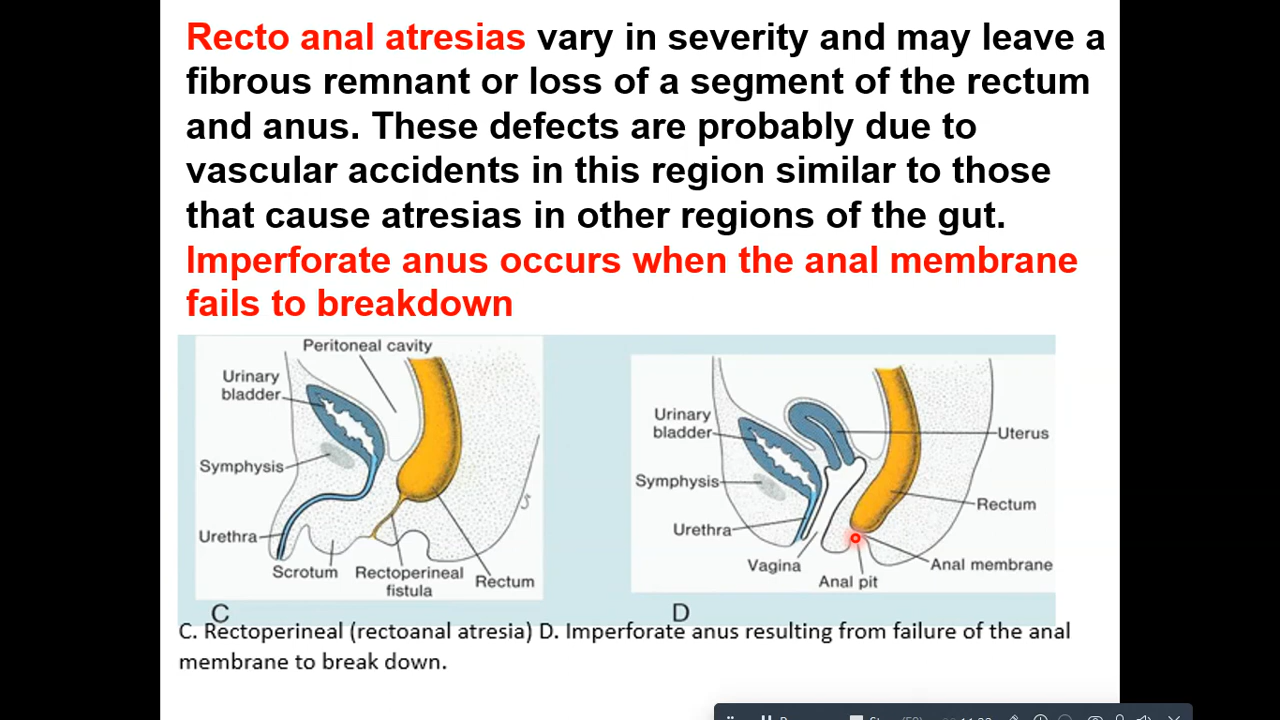 Recto anal atresias vary in severity and may leave a
fibrous remnant or loss of a segment of the rectum
and anus. These defects are probably due to
vascular accidents in this region similar to those
that cause atresias in other regions of the gut.
Imperforate anus occurs when the anal membrane
fails to breakdown
Peritoneal cavity
Urinary
bladder
Symphysis
Urethra
Scrotum
Rectoperineal
fistula
Rectum
C
Urinary
bladder
Symphysis
Urethra
Vagina
Anal pit
Uterus
Rectum
Anal membrane
D
C. Rectoperineal (rectoanal atresia) D. Imperforate anus resulting from failure of the anal
membrane to break down.